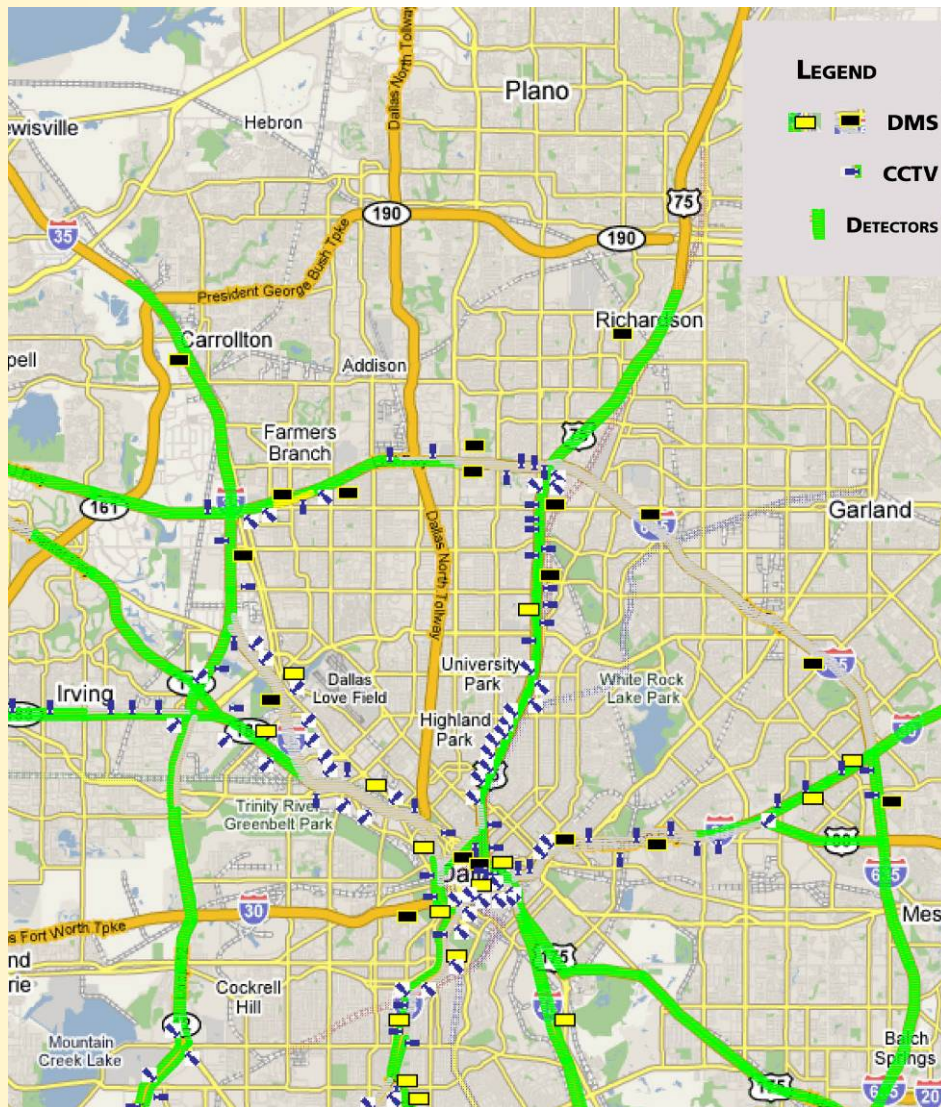 LEGEND
DMS
CCTV
DETECTORS
Plano
Hebron
ewisville
Dallas North Tollway
75
35
190
190
President George Bush Tpke
Richardson
Carrollton
pell
Addison
Farmers
Branch
161
Garland
Dallas North Tollway
635
University
Park
White Rock
Lake Park
Dallas
Love Field
Irving
Highland
Park
Trinity River
Greenbelt Park
30
s Fort Worth Tpke
635
Mes
nd
rie
175
Cockrell
Hill
Mountain
Creek Lake
Balch
Springs
175
635
20